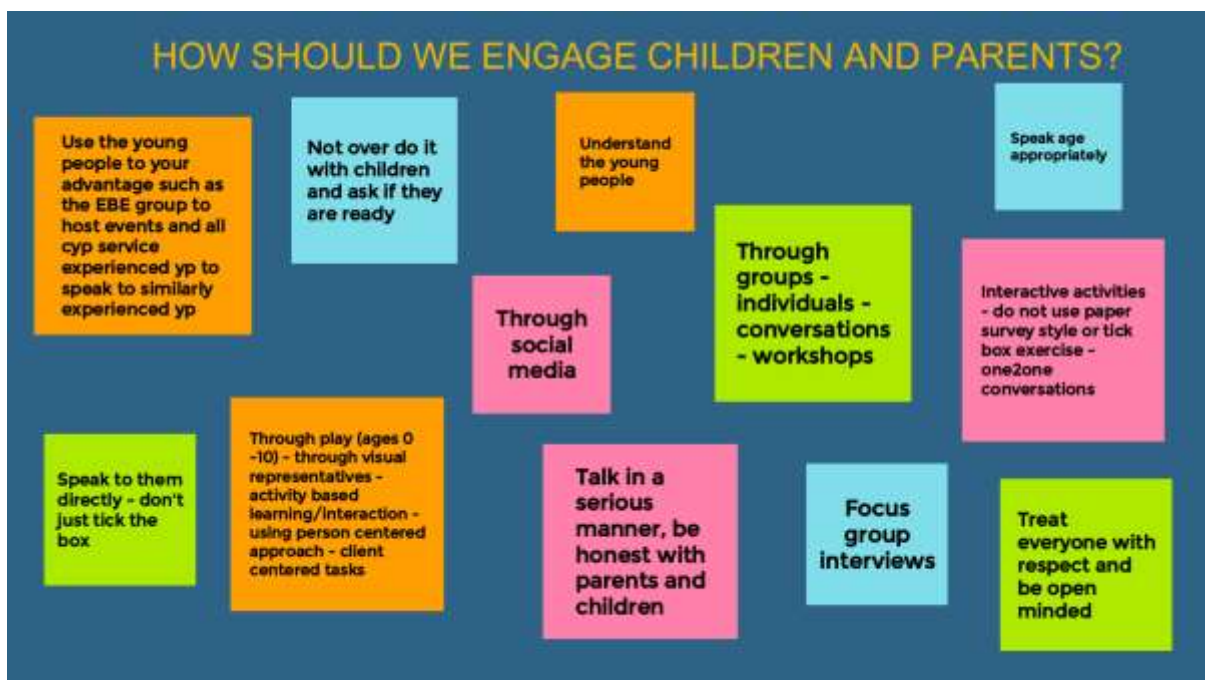 HOW SHOULD WE ENGAGE CHILDREN AND PARENTS?
Use the young
people to your
advantage such as
the EBE group to
host events and all
cyp service
experienced yp to
speak to similarly
experienced yp
Not over do it
with children
and ask if they
are ready
Understand
the young
people
Speak age
appropriately
Through
social
media
Through
groups -
individuals -
conversations
- workshops
Interactive activities
- do not use paper
survey style or tick
box exercise -
one2one
conversations
Speak to them
directly - don't
just tick the
box
Through play (ages 0
-10) - through visual
representatives -
activity based
learning/interaction -
using person centered
approach - client
centered tasks
Talk in a
serious
manner, be
honest with
parents and
children
Focus
group
interviews
Treat
everyone with
respect and
be open
minded